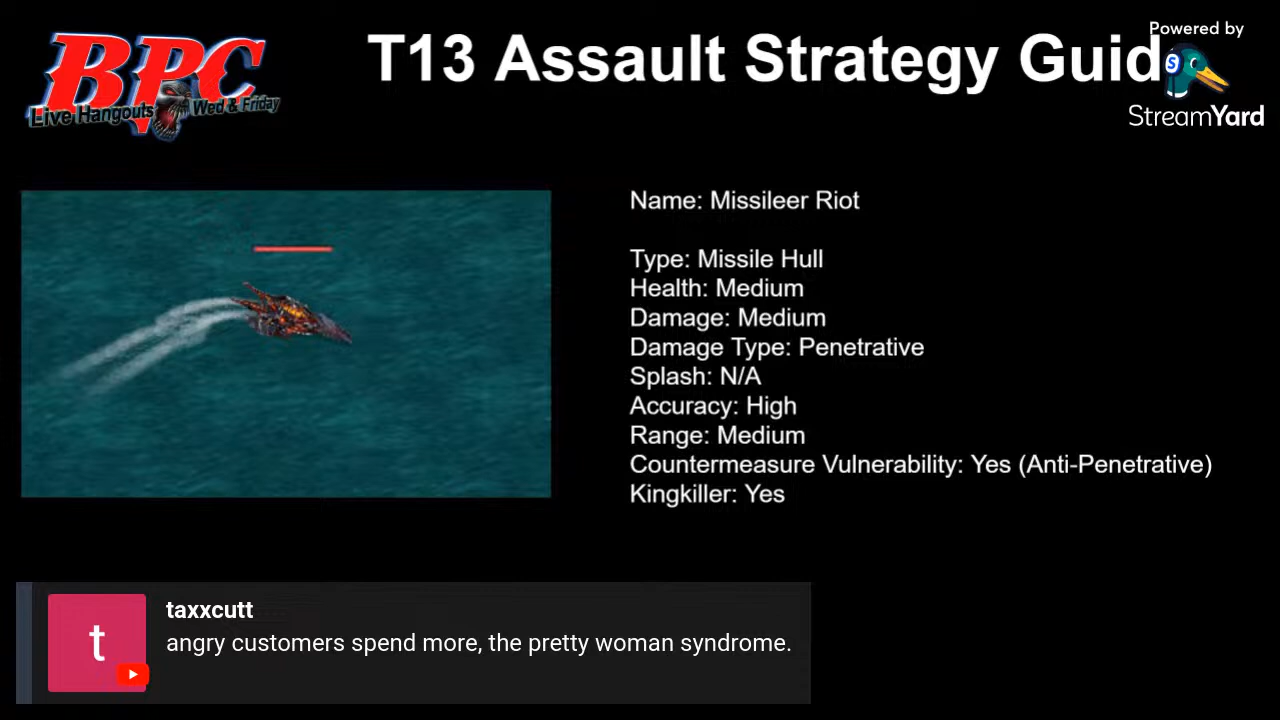 BPC
Live Hangouts Wed & Friday
T13 Assault Strategy Guid
Powered by
S
StreamYard
Name: Missileer Riot
Type: Missile Hull
Health: Medium
Damage: Medium
Damage Type: Penetrative
Splash: N/A
Accuracy: High
Range: Medium
Countermeasure Vulnerability: Yes (Anti-Penetrative)
Kingkiller: Yes
t
taxxcutt
angry customers spend more, the pretty woman syndrome.